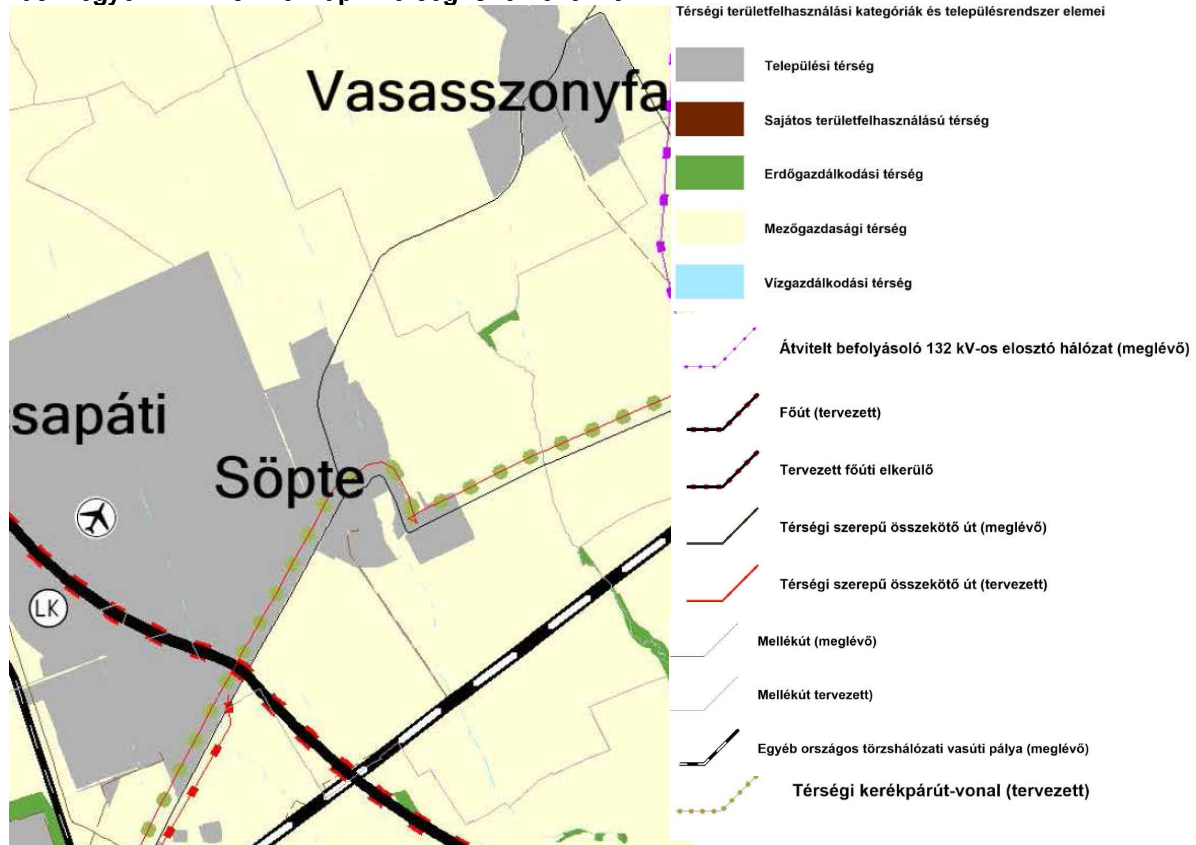 Térségi területfelhasználási kategóriák és településrendszer elemei
Vasasszonyfa
sapáti
Söpte
LK
Települési térség
Sajátos területfelhasználású térség
Erdőgazdálkodási térség
Mezőgazdasági térség
Vízgazdálkodási térség
Átvitelt befolyásoló 132 kV-os elosztó hálózat (meglévő)
Főút (tervezett)
Tervezett főúti elkerülő
Térségi szerepű összekötő út (meglévő)
Térségi szerepű összekötő út (tervezett)
Mellékút (meglévő)
Mellékút tervezett)
Egyéb országos törzshálózati vasúti pálya (meglévő)
Térségi kerékpárút-vonal (tervezett)